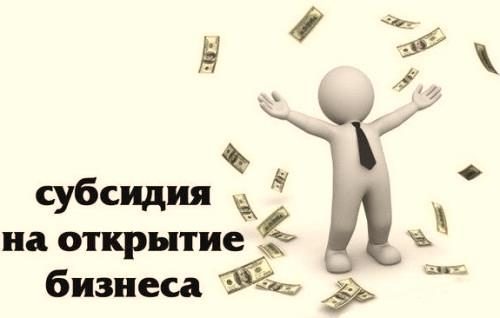 субсидия
на открытие
бизнеса